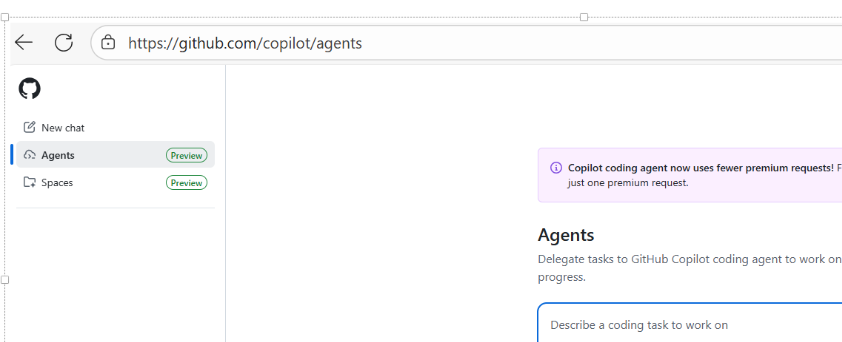 https://github.com/copilot/agents
New chat
Agents Preview
Spaces Preview
Copilot coding agent now uses fewer premium requests! F
just one premium request.
Agents
Delegate tasks to GitHub Copilot coding agent to work on
progress.
Describe a coding task to work on